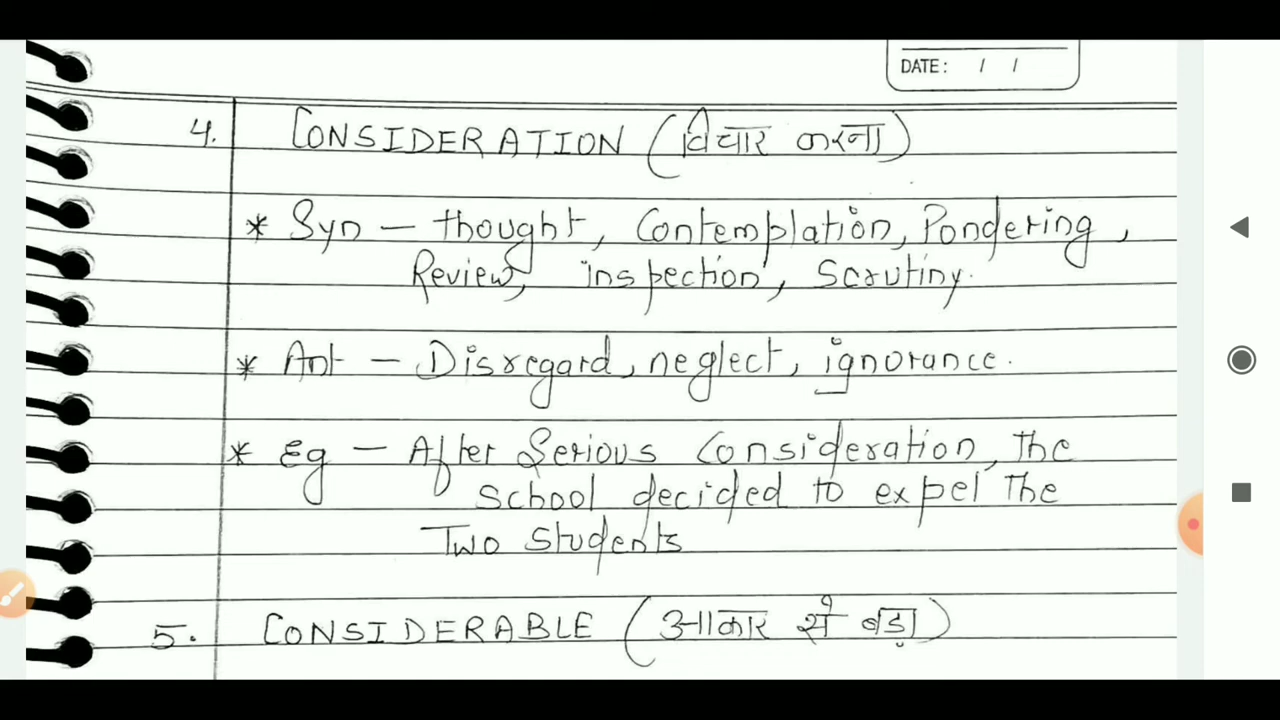 DATE: / /
4. CONSIDERATION (विचार करना)
* Syn - thought, Contemplation, Pondering,
Review, inspection, Scrutiny.
* Ant - Disregard, neglect, ignorance.
* Eg - After Serious Consideration, The
School decided to expel The
Two Students
5. CONSIDERABLE (आकार से बड़ा)